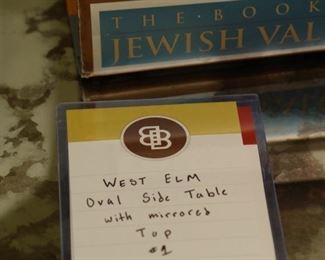 THE · BOOK
JEWISH VAL
B B
WEST ELM
Oval Side Table
with mirrored
Top
#1